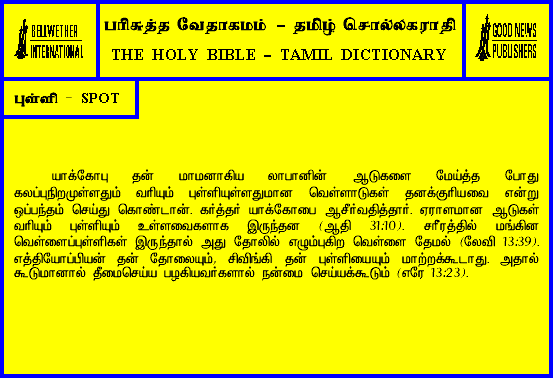 BELLWETHER
INTERNATIONAL
பரிசுத்த வேதாகமம் - தமிழ் சொல்லகராதி
THE HOLY BIBLE - TAMIL DICTIONARY
GOOD NEWS
PUBLISHERS
புள்ளி - SPOT
யாக்கோபு தன் மாமனாகிய லாபானின் ஆடுகளை மேய்த்த போது
கலப்புநிறமுள்ளதும் வரியும் புள்ளியுள்ளதுமான வெள்ளாடுகள் தனக்குரியவை என்று
ஒப்பந்தம் செய்து கொண்டான். கர்த்தர் யாக்கோபை ஆசீர்வதித்தார். ஏராளமான ஆடுகள்
வரியும் புள்ளியும் உள்ளவைகளாக இருந்தன (ஆதி 31:10). சரீரத்தில் மங்கின
வெள்ளைப்புள்ளிகள் இருந்தால் அது தோலில் எழும்புகிற வெள்ளை தேமல் (லேவி 13:39).
எத்தியோப்பியன் தன் தோலையும், சிவிங்கி தன் புள்ளியையும் மாற்றக்கூடாது. அதால்
கூடுமானால் தீமைசெய்ய பழகியவர்களால் நன்மை செய்யக்கூடும் (எரே 13:23).